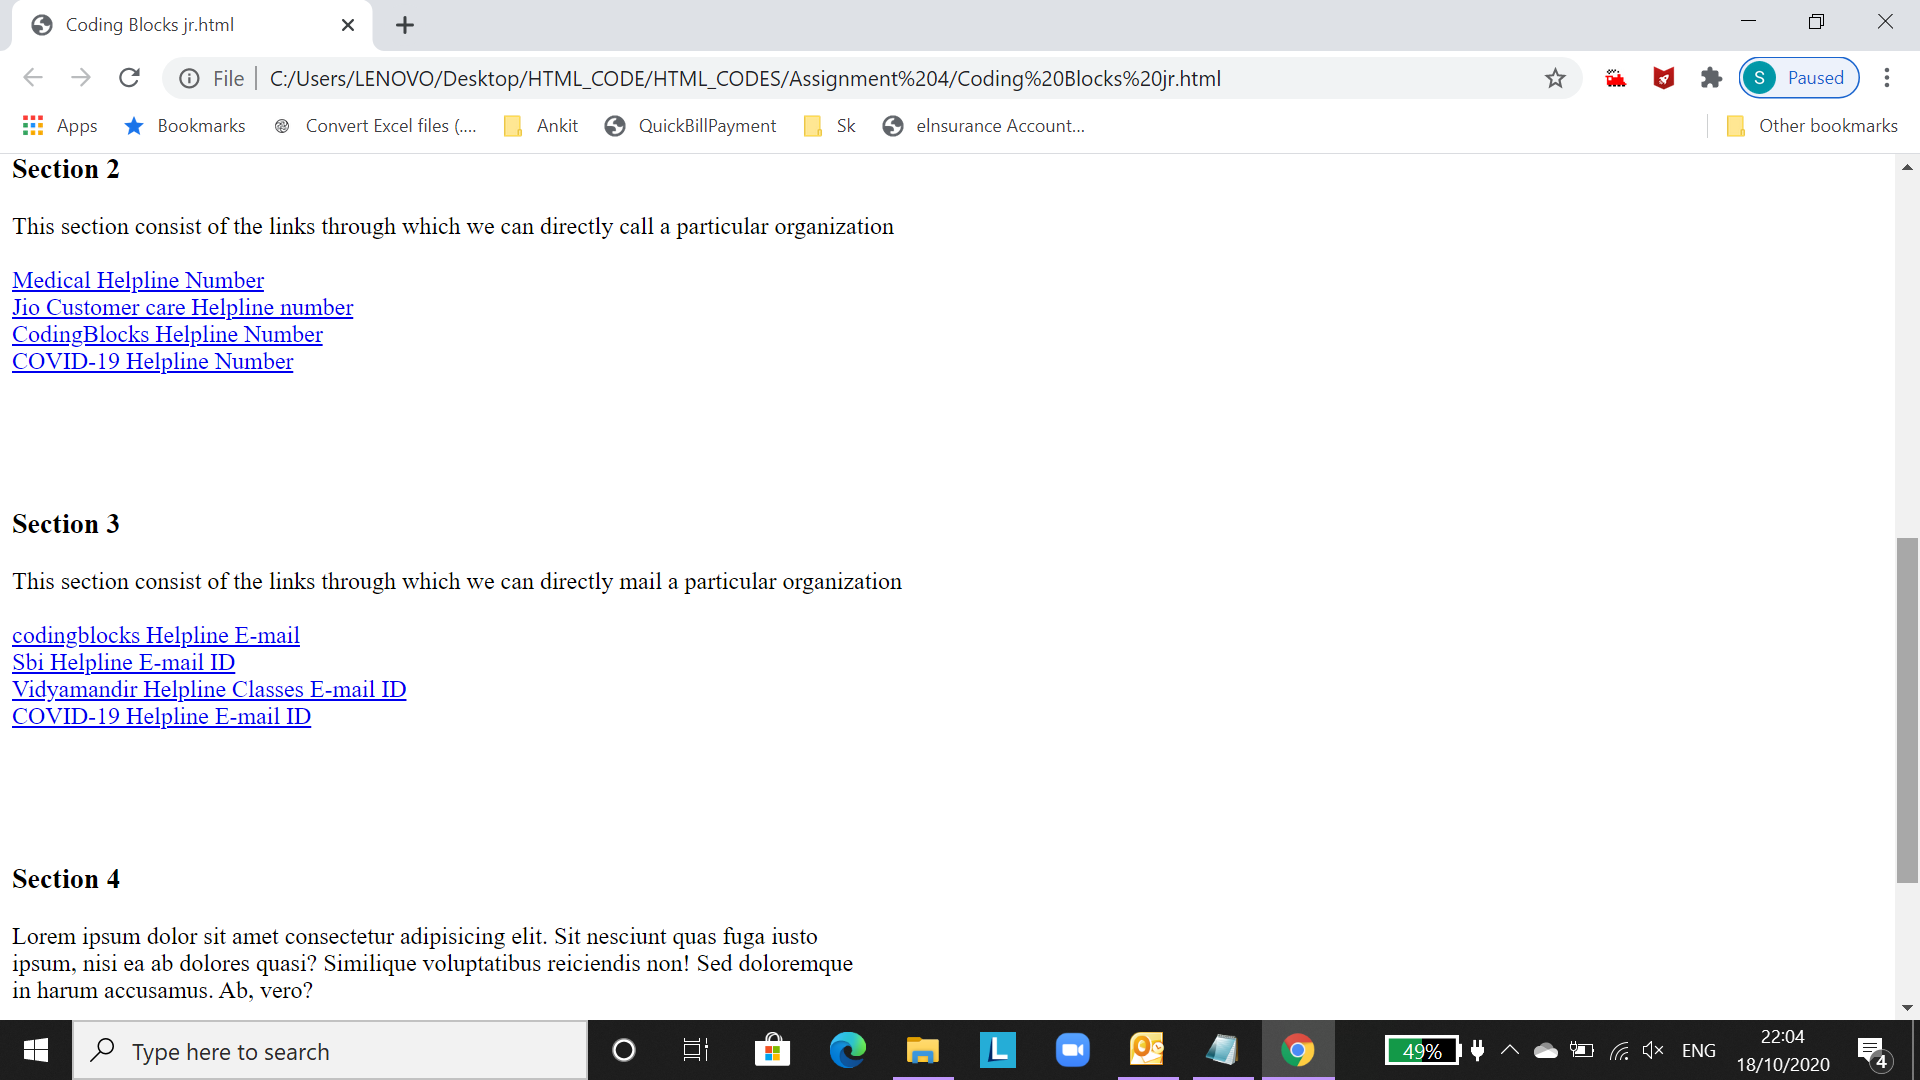 Coding Blocks jr.html
File
C:/Users/LENOVO/Desktop/HTML_CODE/HTML_CODES/Assignment%204/Coding%20Blocks%20jr.html
S Paused
Apps Bookmarks Convert Excel files (.... Ankit QuickBillPayment Sk eInsurance Account... Other bookmarks
Section 2
This section consist of the links through which we can directly call a particular organization
Medical Helpline Number
Jio Customer care Helpline number
CodingBlocks Helpline Number
COVID-19 Helpline Number
Section 3
This section consist of the links through which we can directly mail a particular organization
codingblocks Helpline E-mail
Sbi Helpline E-mail ID
Vidyamandir Helpline Classes E-mail ID
COVID-19 Helpline E-mail ID
Section 4
Lorem ipsum dolor sit amet consectetur adipisicing elit. Sit nesciunt quas fuga iusto
ipsum, nisi ea ab dolores quasi? Similique voluptatibus reiciendis non! Sed doloremque
in harum accusamus. Ab, vero?
Type here to search
L
49%
ENG
22:04
18/10/2020
4